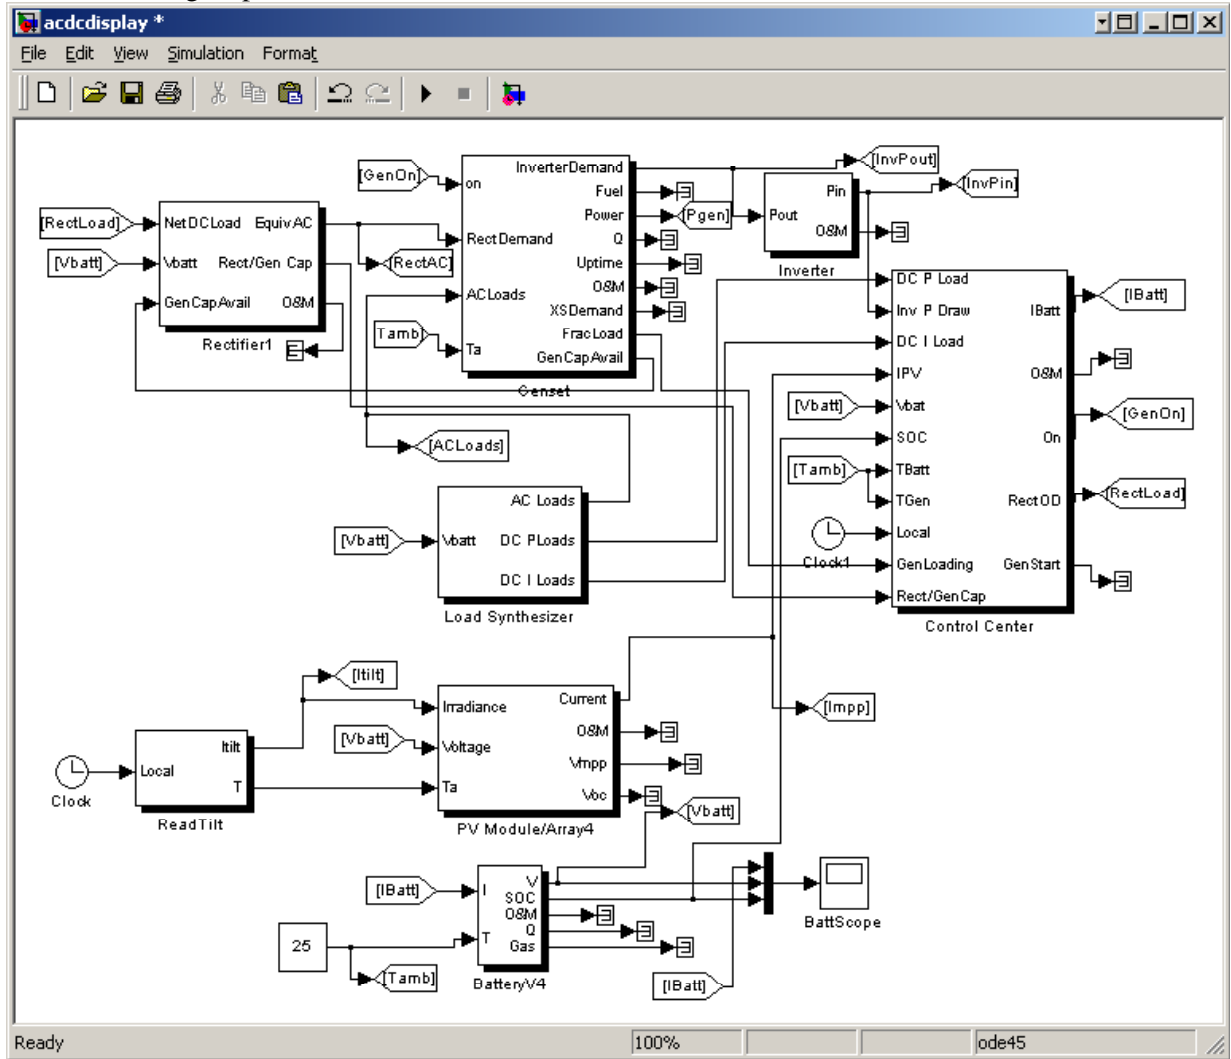 acdcdisplay *
File Edit View Simulation Format
[GenOn]
on
InverterDemand
Fuel
Power
Q
Uptime
O&M
XSDemand
FracLoad
GenCapAvail
RectDemand
ACLoads
Ta
Genset
[InvPout]
[InvPin]
[Pgen]
Pout
Pin
O&M
Inverter
[RectLoad]
[Vbatt]
NetDCLoad
EquivAC
Vbatt
Rect/Gen Cap
GenCapAvail
O&M
Rectifier1
[RectAC]
[Tamb]
[ACLoads]
DC P Load
Inv P Draw
DC I Load
IPV
Vbat
SOC
TBatt
TGen
Local
GenLoading
Rect/GenCap
IBatt
O&M
On
RectOD
GenStart
Control Center
[IBatt]
[GenOn]
[RectLoad]
[Vbatt]
[Tamb]
Clock1
[Vbatt]
Vbatt
AC Loads
DC PLoads
DC I Loads
Load Synthesizer
[Itilt]
[Vbatt]
Irradiance
Voltage
Ta
Current
O&M
Vmpp
Voc
PV Module/Array4
[Impp]
[Vbatt]
Clock
Local
Itilt
T
ReadTilt
[IBatt]
I
T
V
SOC
O&M
Q
Gas
BatteryV4
25
[Tamb]
[IBatt]
BattScope
Ready
100%
ode45